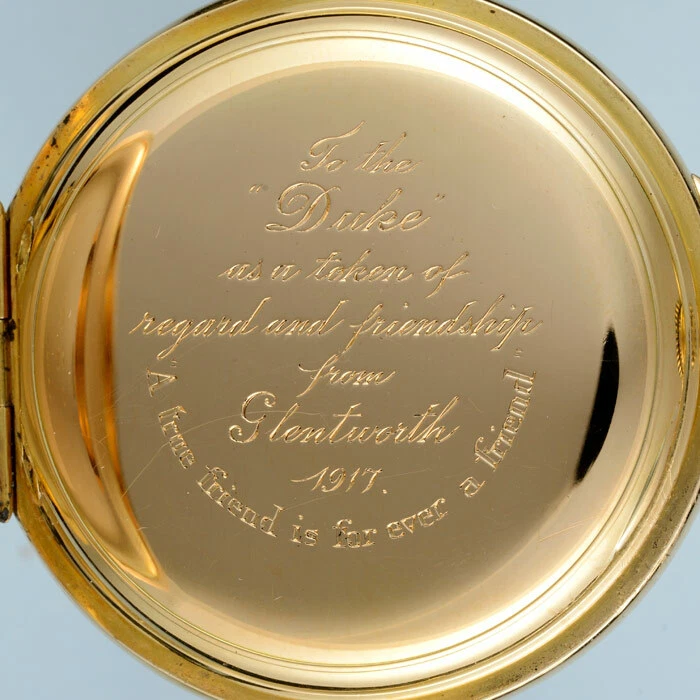 To the
"Duke"
as a token of
regard and friendship
from
Glentworth
1917.
"A true friend is for ever a friend"